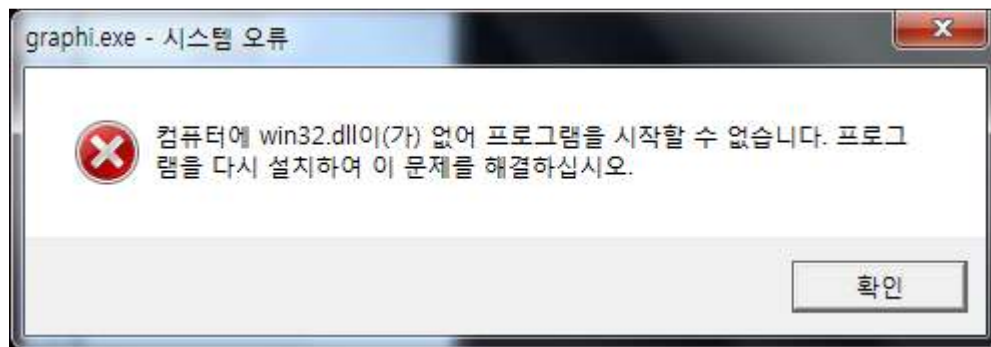 graphi.exe - 시스템 오류
컴퓨터에 win32.dll이(가) 없어 프로그램을 시작할 수 없습니다. 프로그
램을 다시 설치하여 이 문제를 해결하십시오.
확인